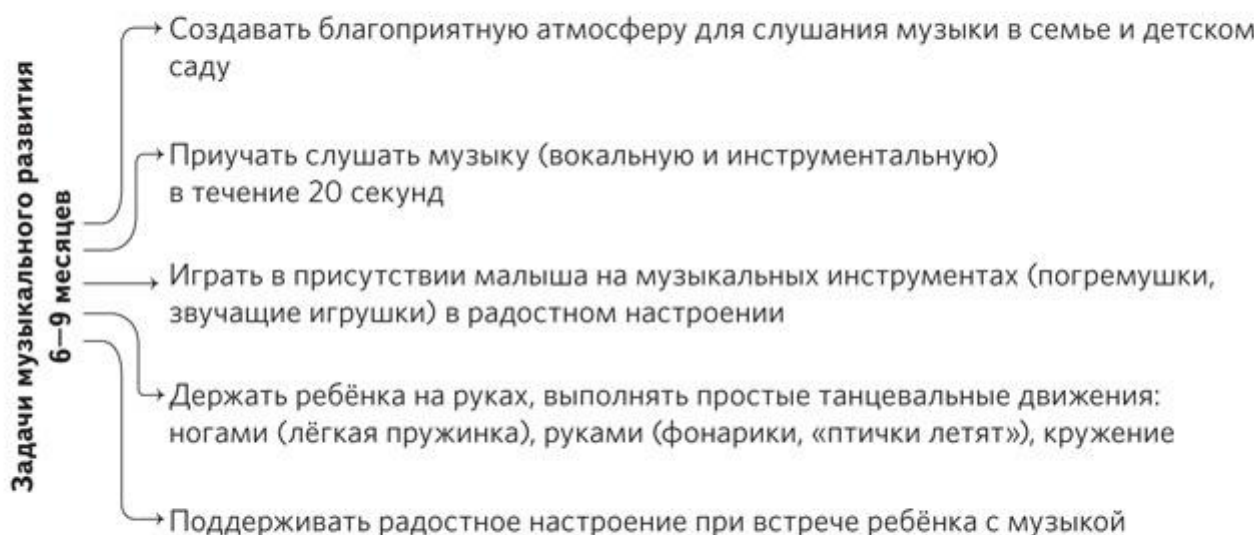 Задачи музыкального развития
6—9 месяцев
Создавать благоприятную атмосферу для слушания музыки в семье и детском
саду
Приучать слушать музыку (вокальную и инструментальную)
в течение 20 секунд
Играть в присутствии малыша на музыкальных инструментах (погремушки,
звучащие игрушки) в радостном настроении
Держать ребёнка на руках, выполнять простые танцевальные движения:
ногами (лёгкая пружинка), руками (фонарики, «птички летят»), кружение
Поддерживать радостное настроение при встрече ребёнка с музыкой